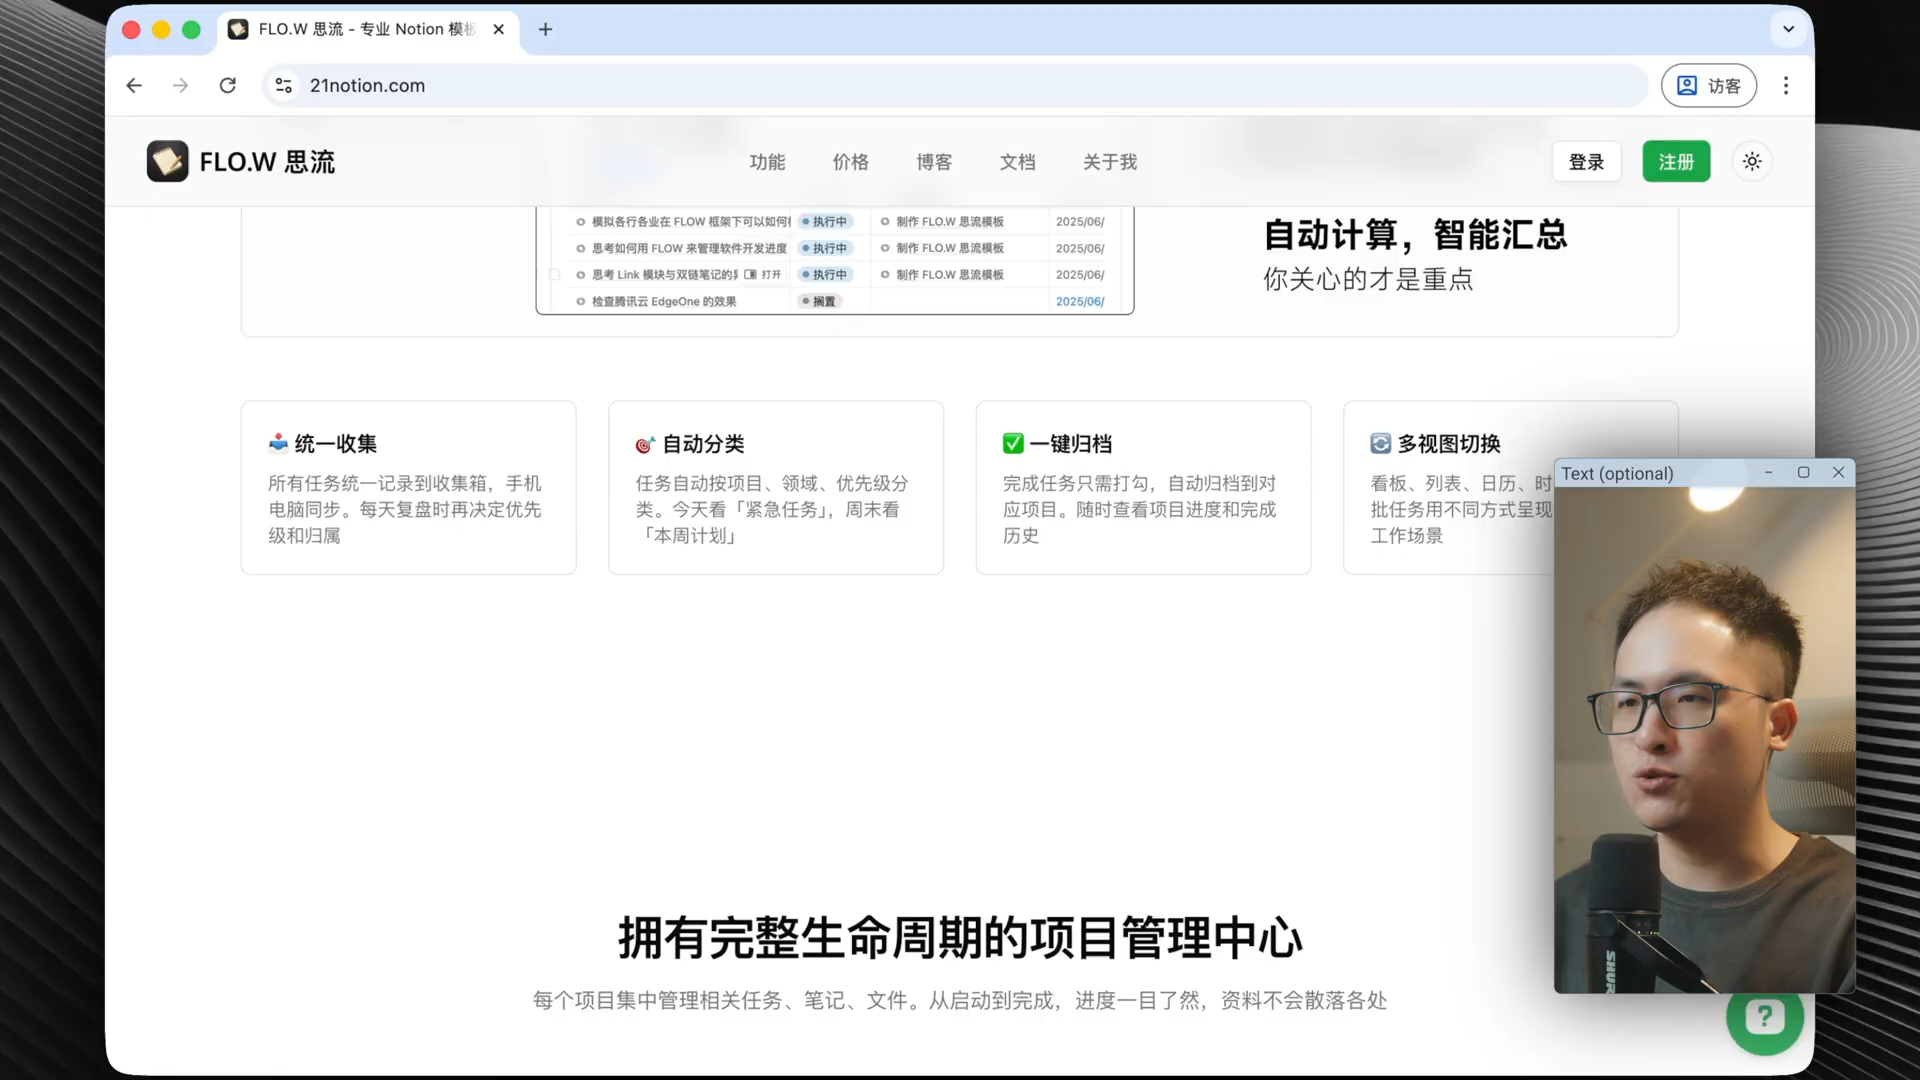 FLO.W 思流 - 专业 Notion 模板
21notion.com
访客
FLO.W 思流
功能
价格
博客
文档
关于我
登录
注册
模拟各行各业在 FLOW 框架下可以如何
执行中
制作 FLO.W 思流模板
2025/06/
思考如何用 FLOW 来管理软件开发进度
执行中
制作 FLO.W 思流模板
2025/06/
思考 Link 模块与双链笔记的
打开
执行中
制作 FLO.W 思流模板
2025/06/
检查腾讯云 EdgeOne 的效果
搁置
2025/06/
自动计算，智能汇总
你关心的才是重点
统一收集
所有任务统一记录到收集箱，手机
电脑同步。每天复盘时再决定优先
级和归属
自动分类
任务自动按项目、领域、优先级分
类。今天看「紧急任务」，周末看
「本周计划」
一键归档
完成任务只需打勾，自动归档到对
应项目。随时查看项目进度和完成
历史
多视图切换
看板、列表、日历、时
批任务用不同方式呈现
工作场景
Text (optional)
SHUR
拥有完整生命周期的项目管理中心
每个项目集中管理相关任务、笔记、文件。从启动到完成，进度一目了然，资料不会散落各处
?